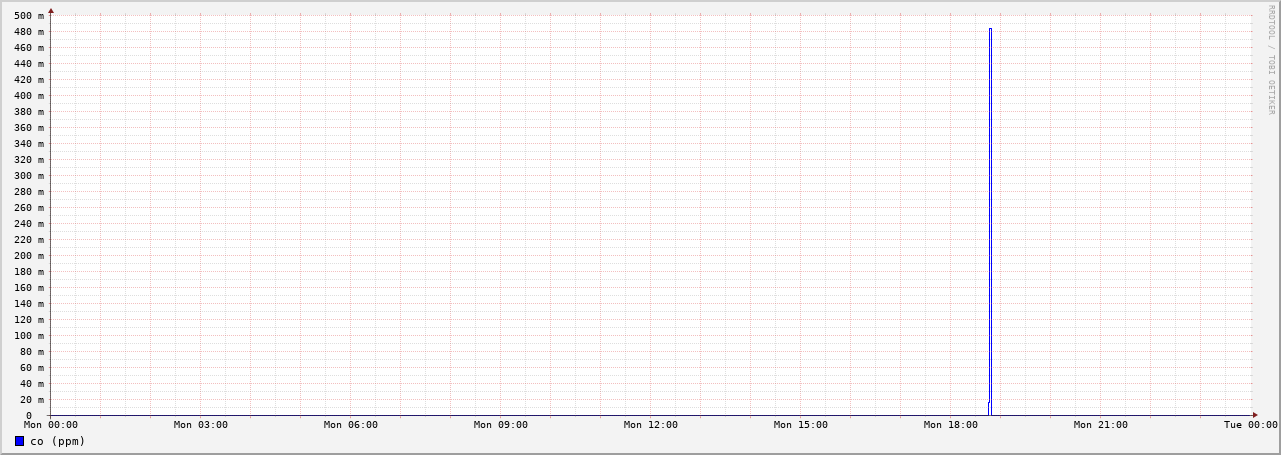 500 m
480 m
460 m
440 m
420 m
400 m
380 m
360 m
340 m
320 m
300 m
280 m
260 m
240 m
220 m
200 m
180 m
160 m
140 m
120 m
100 m
80 m
60 m
40 m
20 m
0
Mon 00:00 Mon 03:00 Mon 06:00 Mon 09:00 Mon 12:00 Mon 15:00 Mon 18:00 Mon 21:00 Tue 00:00
co (ppm)
RRDTOOL / TOBI OETIKER